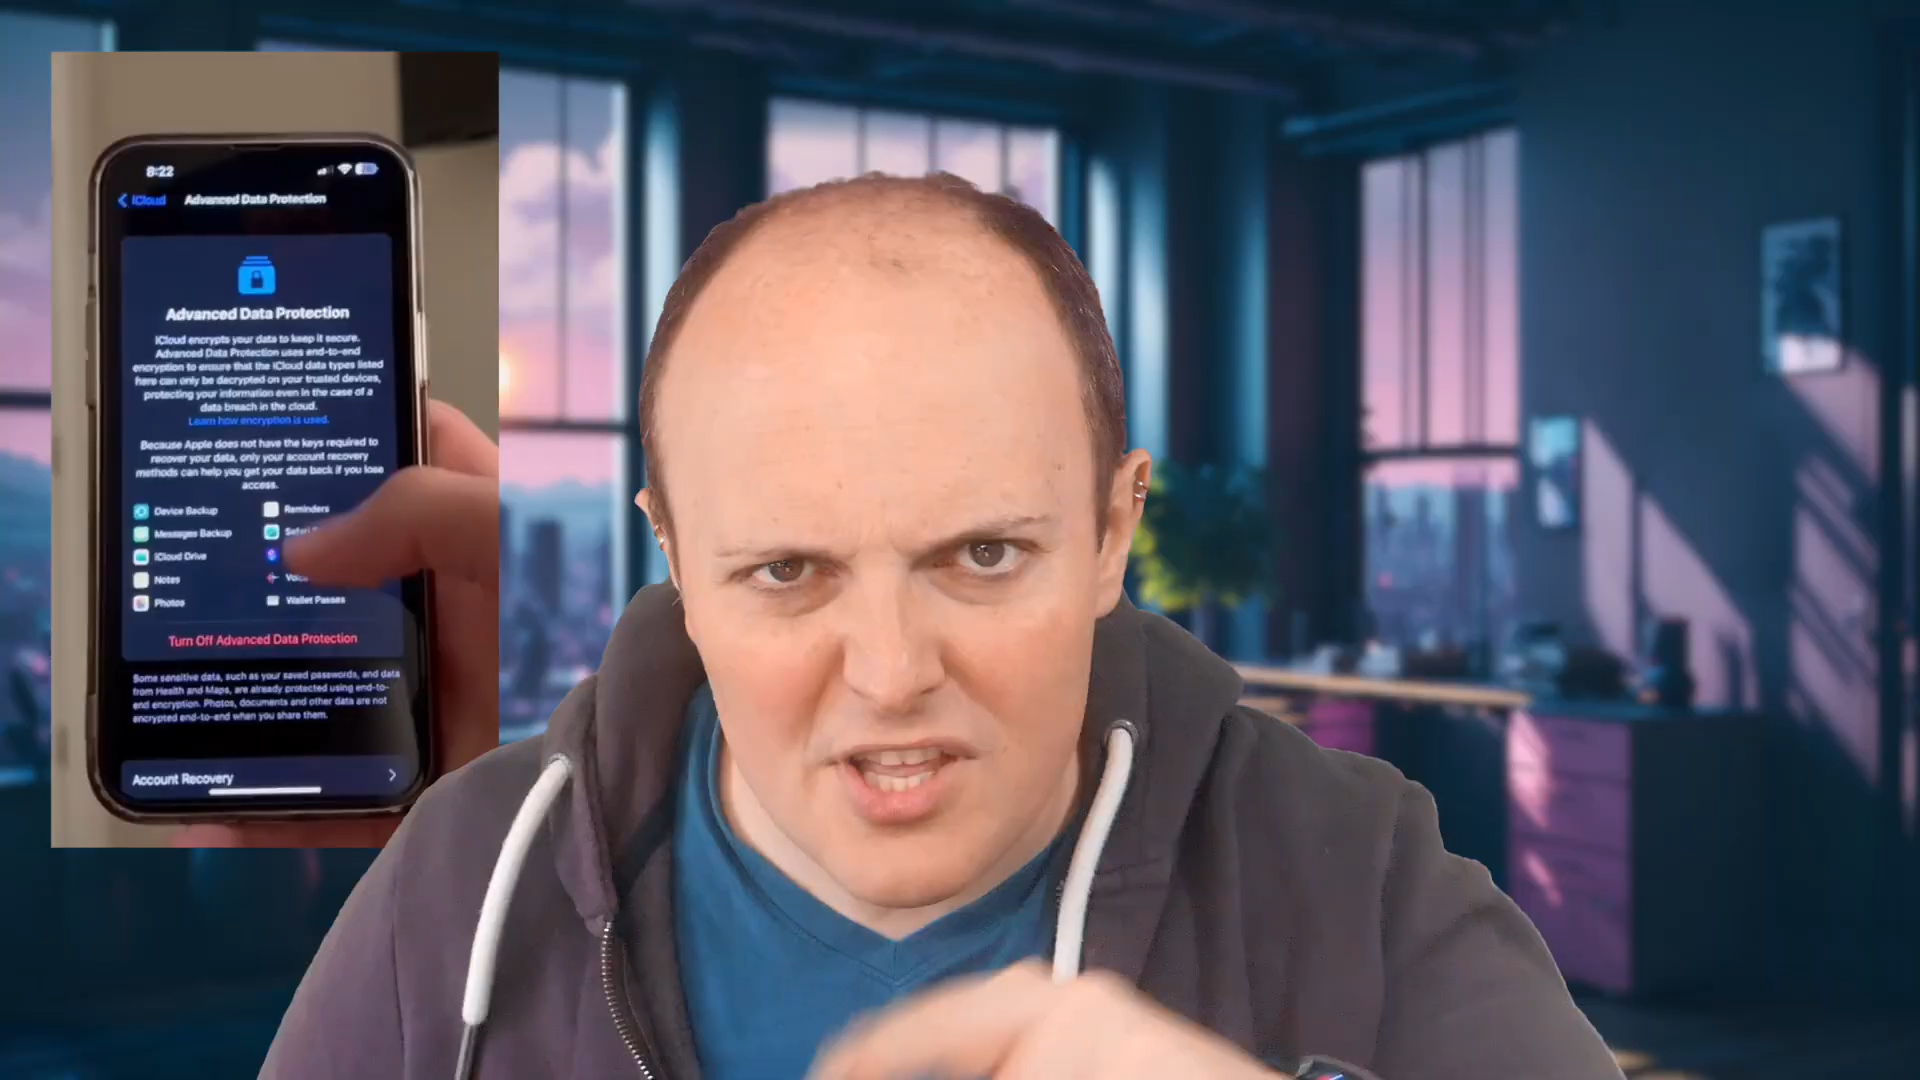 8:22
iCloud
Advanced Data Protection
Advanced Data Protection
iCloud encrypts your data to keep it secure.
Advanced Data Protection uses end-to-end
encryption to ensure that the iCloud data types listed
here can only be decrypted on your trusted devices,
protecting your information even in the case of a
data breach in the cloud.
Learn how encryption is used.
Because Apple does not have the keys required to
recover your data, only your account recovery
methods can help you get your data back if you lose
access.
Device Backup
Reminders
Messages Backup
Safari
iCloud Drive
Notes
Photos
Wallet Passes
Turn Off Advanced Data Protection
Some sensitive data, such as your saved passwords, and data
from Health and Maps, are already protected using end-to-
end encryption. Photos, documents and other data are not
encrypted end-to-end when you share them.
Account Recovery